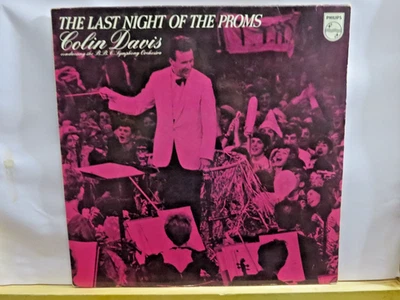 THE LAST NIGHT OF THE PROMS
PHILIPS
Colin Davis
conducting the B.B.C. Symphony Orchestra